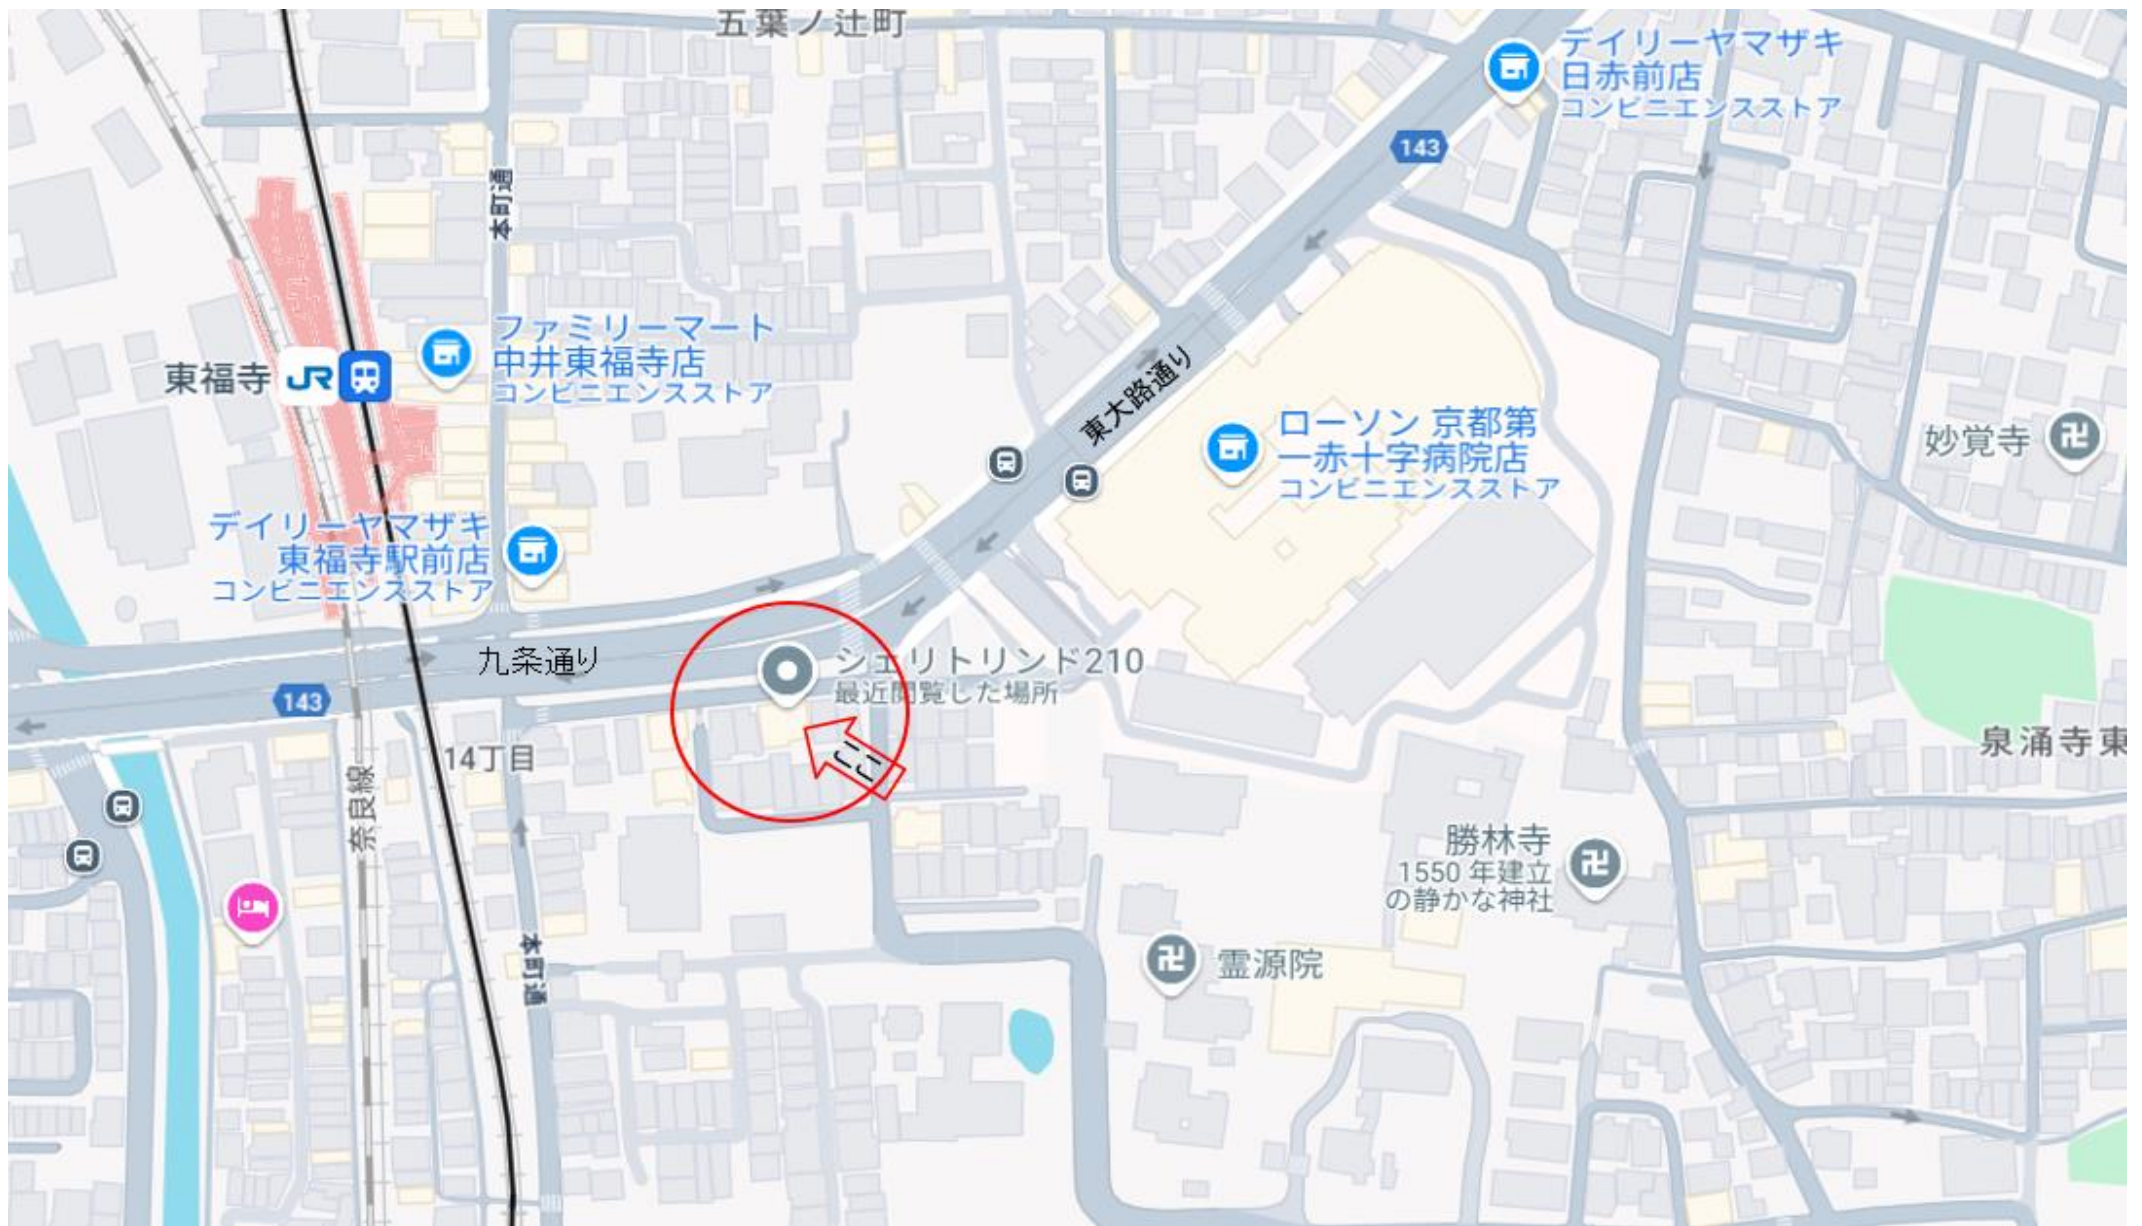 五葉ノ辻町
デイリーヤマザキ
日赤前店
コンビニエンスストア
143
本町通
ファミリーマート
中井東福寺店
コンビニエンスストア
東福寺
JR
東大路通り
ローソン 京都第
一赤十字病院店
コンビニエンスストア
妙覚寺
デイリーヤマザキ
東福寺駅前店
コンビニエンスストア
九条通り
シェリトリンド210
最近閲覧した場所
143
14丁目
ここ
泉涌寺東
奈良線
勝林寺
1550 年建立
の静かな神社
本町通
霊源院